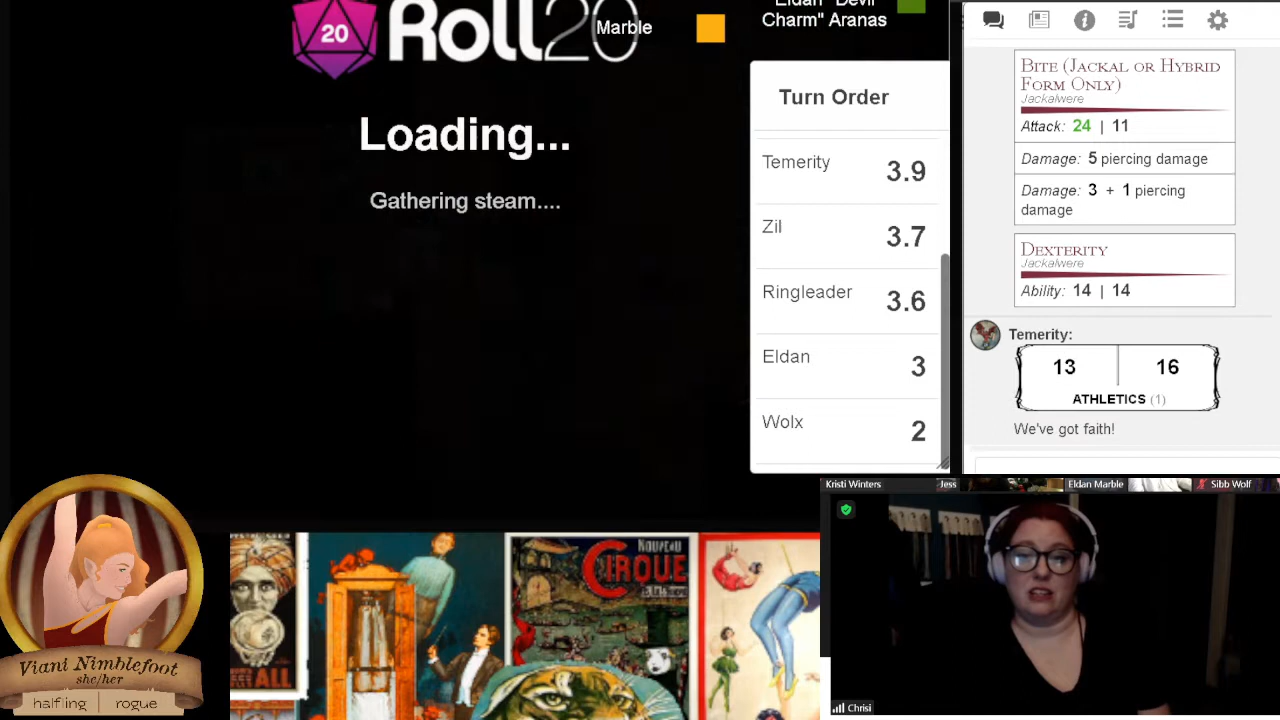 Roll20
20
Marble
Eldan "Devil
Charm" Aranas
Loading...
Gathering steam....
Turn Order
Temerity 3.9
Zil 3.7
Ringleader 3.6
Eldan 3
Wolx 2
BITE (JACKAL OR HYBRID
FORM ONLY)
Jackalwere
Attack: 24 | 11
Damage: 5 piercing damage
Damage: 3 + 1 piercing
damage
DEXTERITY
Jackalwere
Ability: 14 | 14
Temerity:
13 16
ATHLETICS (1)
We've got faith!
Kristi Winters
Jess
Eldan Marble
Sibb Wolf
Chrisi
Viani Nimblefoot
she/her
halfling | rogue
ALL
NOUVEAU
CIRQUE